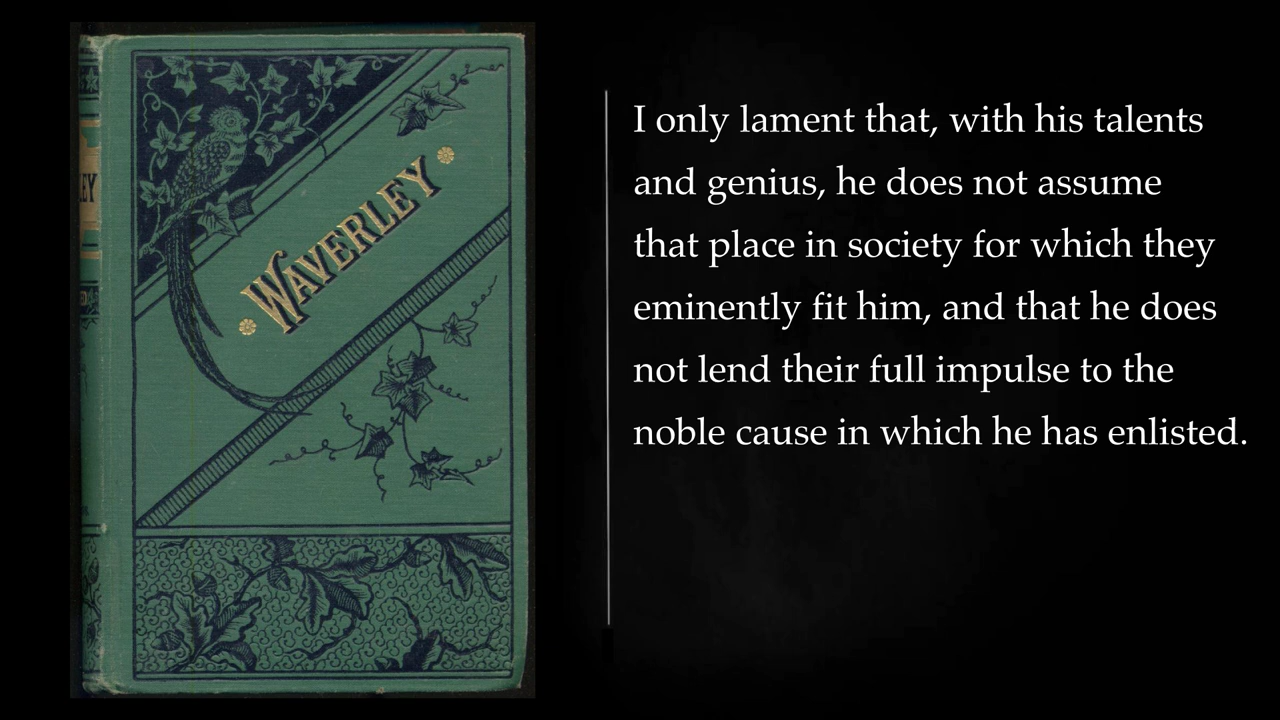 WAVERLEY
EY
I only lament that, with his talents
and genius, he does not assume
that place in society for which they
eminently fit him, and that he does
not lend their full impulse to the
noble cause in which he has enlisted.